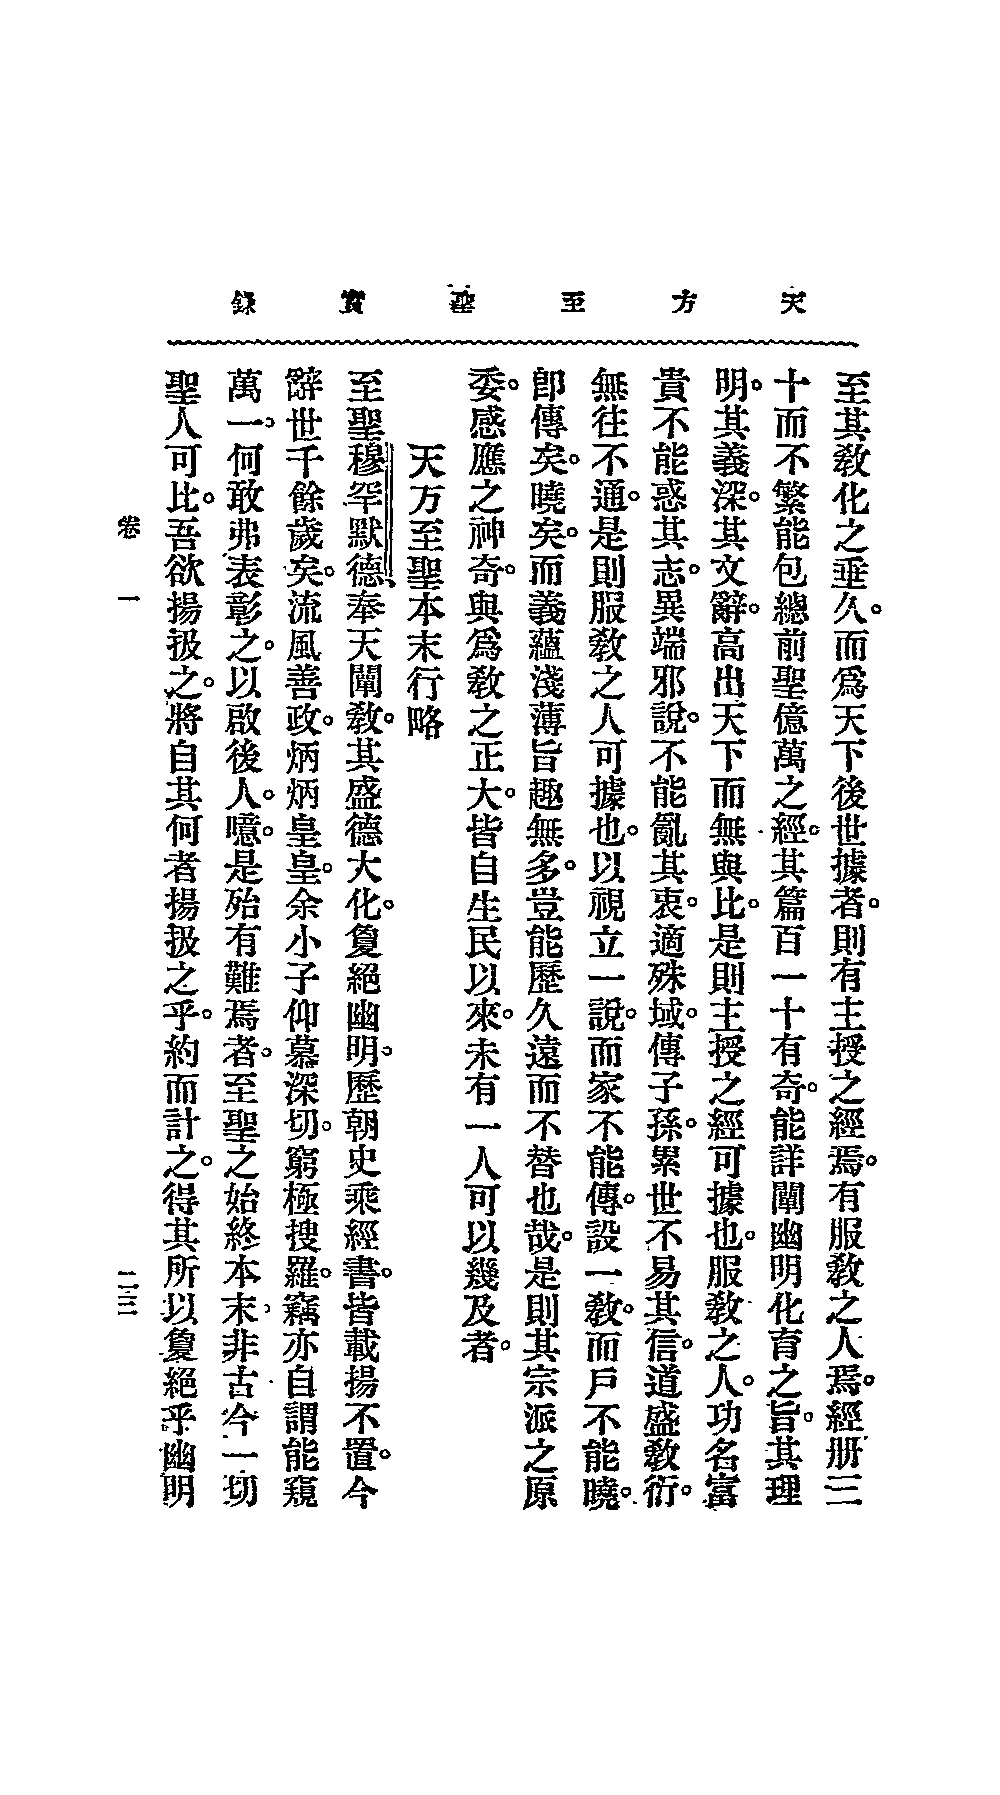 天方至聖實錄
至其敎化之垂久。而爲天下後世據者。則有主授之經焉。有服敎之人焉。經册三
十而不繁能包總前聖億萬之經。其篇百一十有奇。能詳闡幽明化育之旨。其理
明。其義深。其文辭。高出天下而無與比。是則主授之經可據也。服敎之人。功名富
貴不能惑其志。異端邪說。不能亂其衷。適殊域。傳子孫。累世不易其信。道盛敎衍。
無往不通。是則服敎之人可據也。以視立一說。而家不能傳。設一敎。而戶不能曉。
卽傳矣。曉矣。而義蘊淺薄旨趣無多。豈能歷久遠而不替也哉。是則其宗派之原
委。感應之神奇。與爲敎之正大。皆自生民以來。未有一人可以幾及者。
天方至聖本末行略
至聖穆罕默德奉天闡敎。其盛德大化。夐絕幽明。歷朝史乘經書。皆載揚不置。今
辭世千餘歲矣。流風善政。炳炳皇皇。余小子仰慕深切。窮極搜羅。竊亦自謂能窺
萬一。何敢弗表彰之。以啟後人。噫。是殆有難焉者。至聖之始終本末。非古今一切
聖人可比。吾欲揚扱之。將自其何者揚扱之乎。約而計之。得其所以夐絕乎幽明
卷一
二三